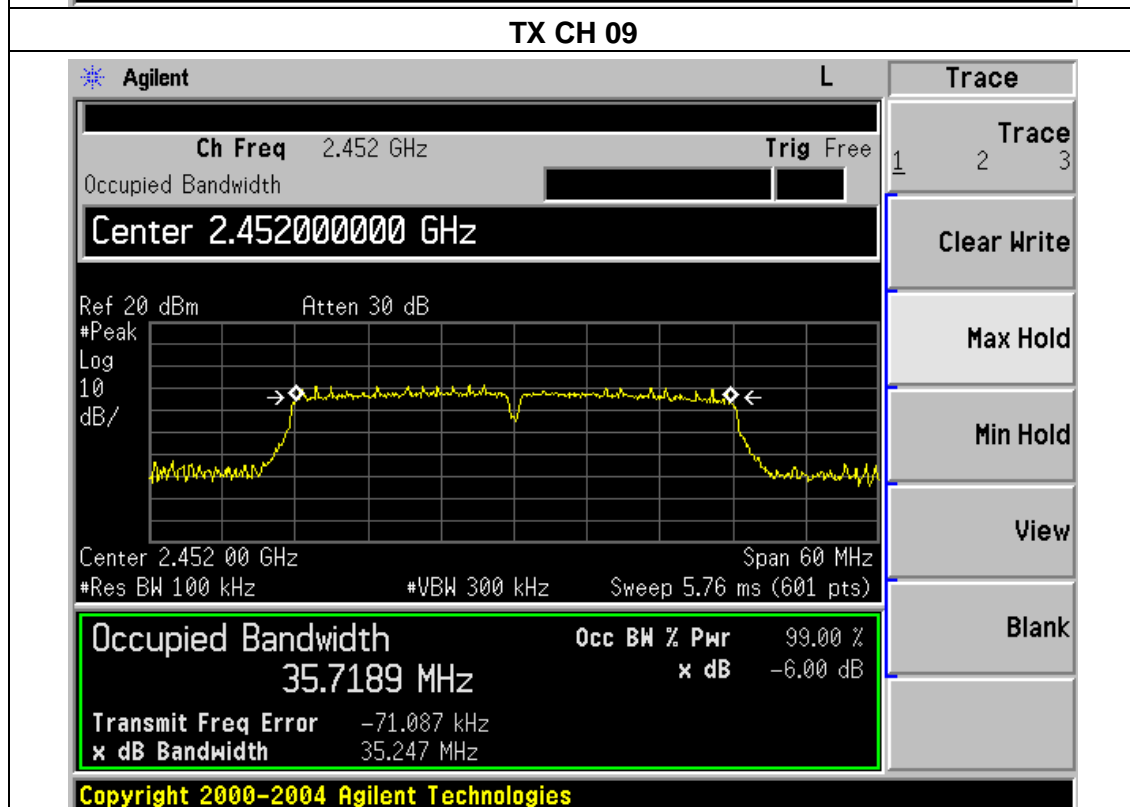 TX CH 09
Agilent L Trace
Ch Freq 2.452 GHz Trig Free
Occupied Bandwidth
Center 2.452000000 GHz
Ref 20 dBm Atten 30 dB
#Peak
Log
10
dB/
Center 2.452 00 GHz Span 60 MHz
#Res BW 100 kHz #VBW 300 kHz Sweep 5.76 ms (601 pts)
Occupied Bandwidth Occ BW % Pwr 99.00 %
35.7189 MHz x dB -6.00 dB
Transmit Freq Error -71.087 kHz
x dB Bandwidth 35.247 MHz
Trace
1 2 3
Clear Write
Max Hold
Min Hold
View
Blank
Copyright 2000-2004 Agilent Technologies